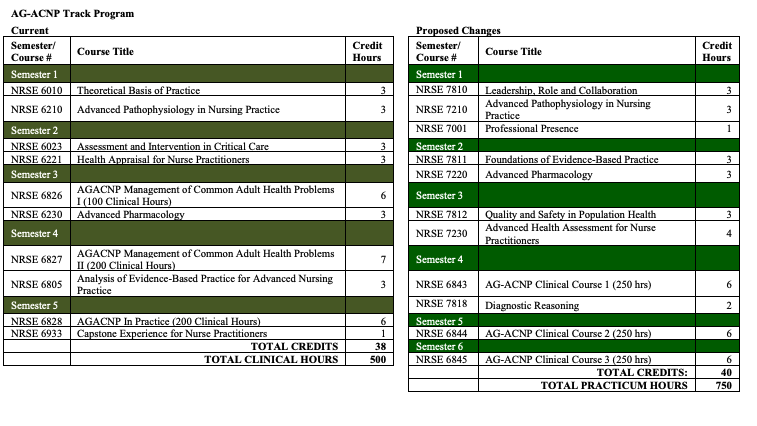 AG-ACNP Track Program
Current
Semester/ Course # Course Title Credit Hours
Semester 1
NRSE 6010 Theoretical Basis of Practice 3
NRSE 6210 Advanced Pathophysiology in Nursing Practice 3
Semester 2
NRSE 6023 Assessment and Intervention in Critical Care 3
NRSE 6221 Health Appraisal for Nurse Practitioners 3
Semester 3
NRSE 6826 AGACNP Management of Common Adult Health Problems I (100 Clinical Hours) 6
NRSE 6230 Advanced Pharmacology 3
Semester 4
NRSE 6827 AGACNP Management of Common Adult Health Problems II (200 Clinical Hours) 7
NRSE 6805 Analysis of Evidence-Based Practice for Advanced Nursing Practice 3
Semester 5
NRSE 6828 AGACNP In Practice (200 Clinical Hours) 6
NRSE 6933 Capstone Experience for Nurse Practitioners 1
TOTAL CREDITS 38
TOTAL CLINICAL HOURS 500
Proposed Changes
Semester/ Course # Course Title Credit Hours
Semester 1
NRSE 7810 Leadership, Role and Collaboration 3
NRSE 7210 Advanced Pathophysiology in Nursing Practice 3
NRSE 7001 Professional Presence 1
Semester 2
NRSE 7811 Foundations of Evidence-Based Practice 3
NRSE 7220 Advanced Pharmacology 3
Semester 3
NRSE 7812 Quality and Safety in Population Health 3
NRSE 7230 Advanced Health Assessment for Nurse Practitioners 4
Semester 4
NRSE 6843 AG-ACNP Clinical Course 1 (250 hrs) 6
NRSE 7818 Diagnostic Reasoning 2
Semester 5
NRSE 6844 AG-ACNP Clinical Course 2 (250 hrs) 6
Semester 6
NRSE 6845 AG-ACNP Clinical Course 3 (250 hrs) 6
TOTAL CREDITS: 40
TOTAL PRACTICUM HOURS 750